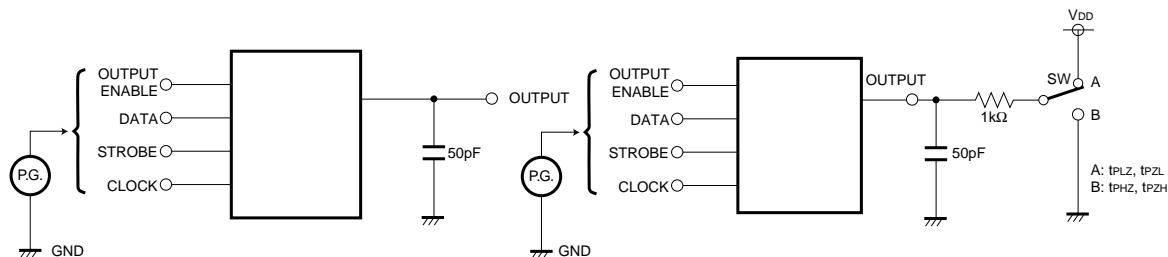 OUTPUT
ENABLE
DATA
STROBE
CLOCK
P.G.
GND
OUTPUT
50pF
OUTPUT
ENABLE
DATA
STROBE
CLOCK
P.G.
GND
OUTPUT
50pF
1kΩ
VDD
SW
A
B
A: tPLZ, tPZL
B: tPHZ, tPZH